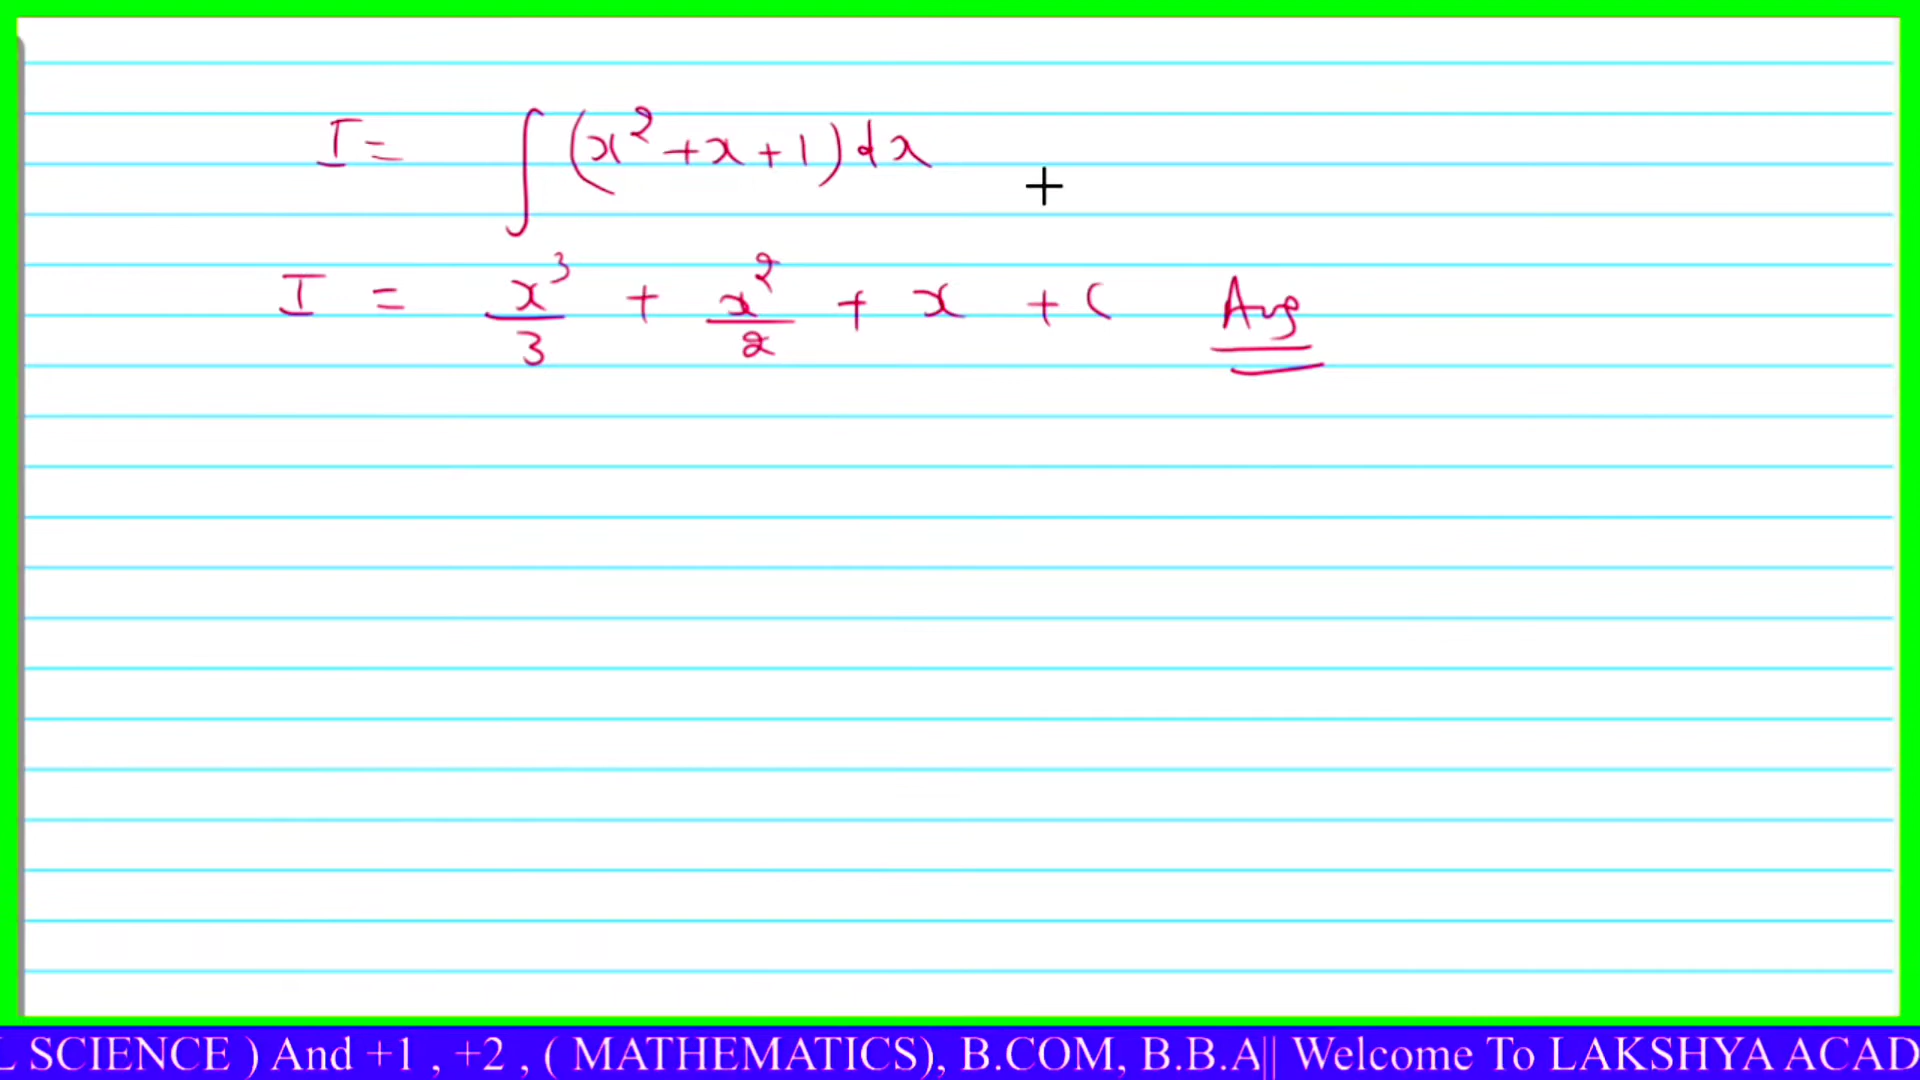 I = ∫ (x² + x + 1) dx
I = x³/3 + x²/2 + x + C Ans
L SCIENCE ) And +1 , +2 , ( MATHEMATICS), B.COM, B.B.A|| Welcome To LAKSHYA ACAD